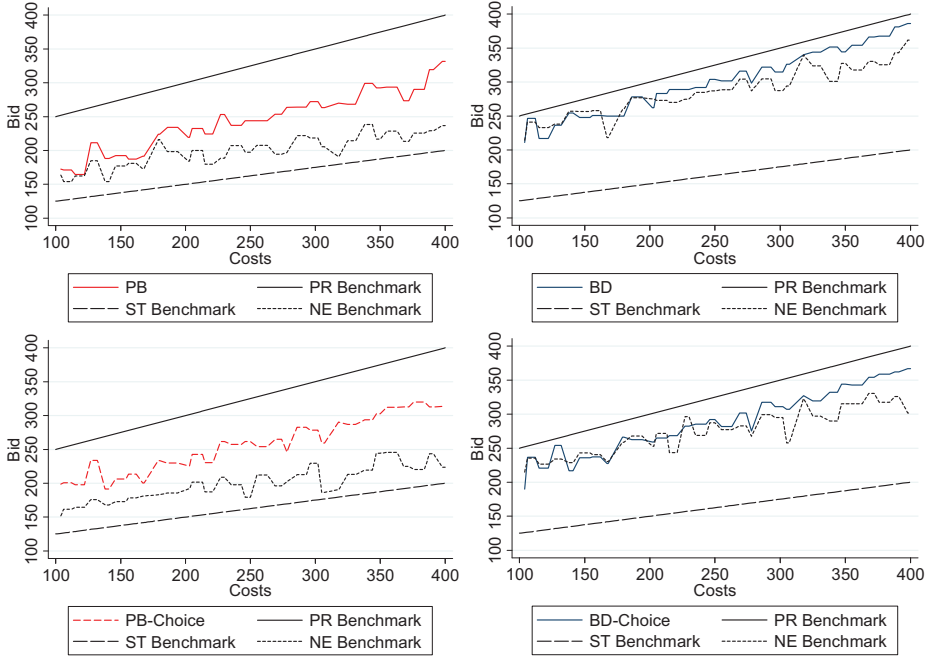 Bid
400
350
300
250
200
150
100
100 150 200 250 300 350 400
Costs
PB PR Benchmark
ST Benchmark NE Benchmark
Bid
400
350
300
250
200
150
100
100 150 200 250 300 350 400
Costs
BD PR Benchmark
ST Benchmark NE Benchmark
Bid
400
350
300
250
200
150
100
100 150 200 250 300 350 400
Costs
PB-Choice PR Benchmark
ST Benchmark NE Benchmark
Bid
400
350
300
250
200
150
100
100 150 200 250 300 350 400
Costs
BD-Choice PR Benchmark
ST Benchmark NE Benchmark